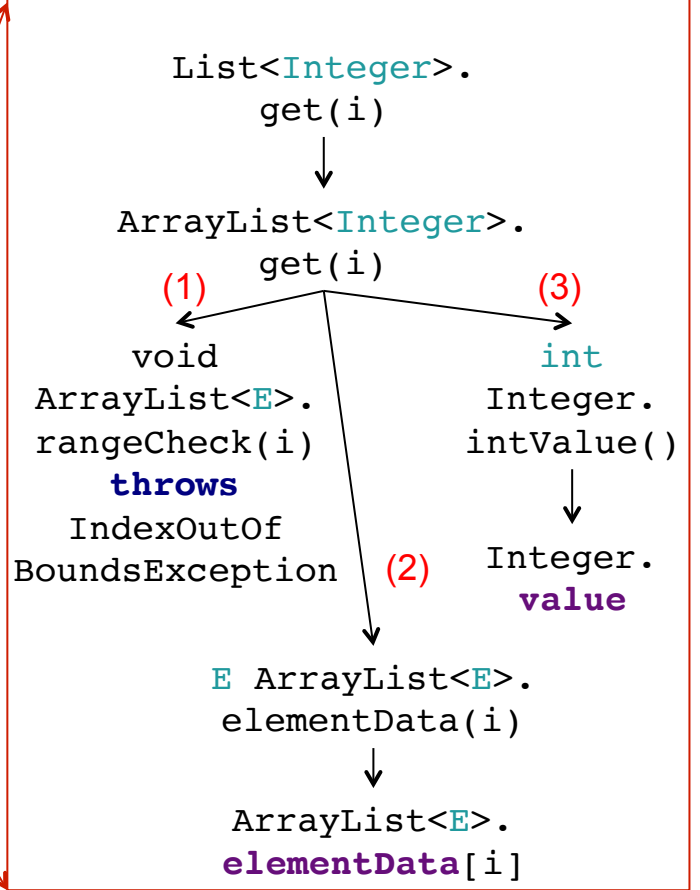 List<Integer>.
get(i)
ArrayList<Integer>.
get(i)
(1)
(3)
void
ArrayList<E>.
rangeCheck(i)
throws
IndexOutOf
BoundsException
int
Integer.
intValue()
Integer.
value
(2)
E ArrayList<E>.
elementData(i)
ArrayList<E>.
elementData[i]